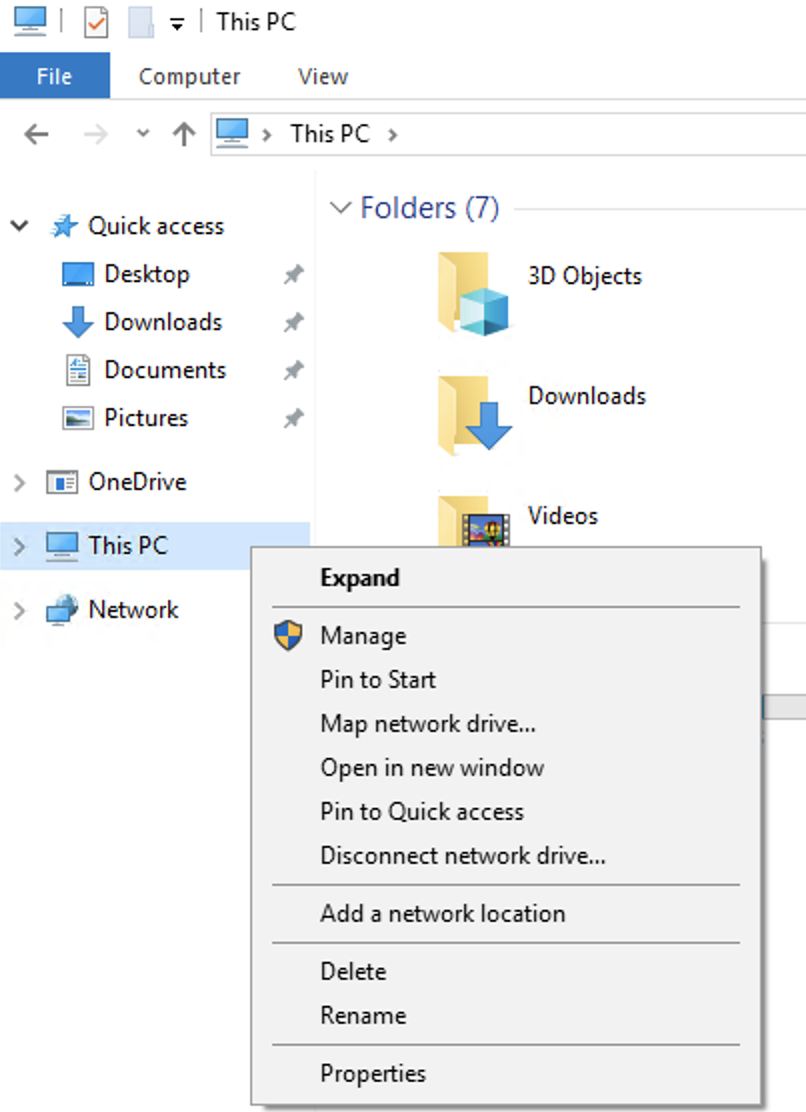 This PC
File Computer View
This PC
Quick access
Desktop
Downloads
Documents
Pictures
OneDrive
This PC
Network
Folders (7)
3D Objects
Downloads
Videos
Expand
Manage
Pin to Start
Map network drive...
Open in new window
Pin to Quick access
Disconnect network drive...
Add a network location
Delete
Rename
Properties